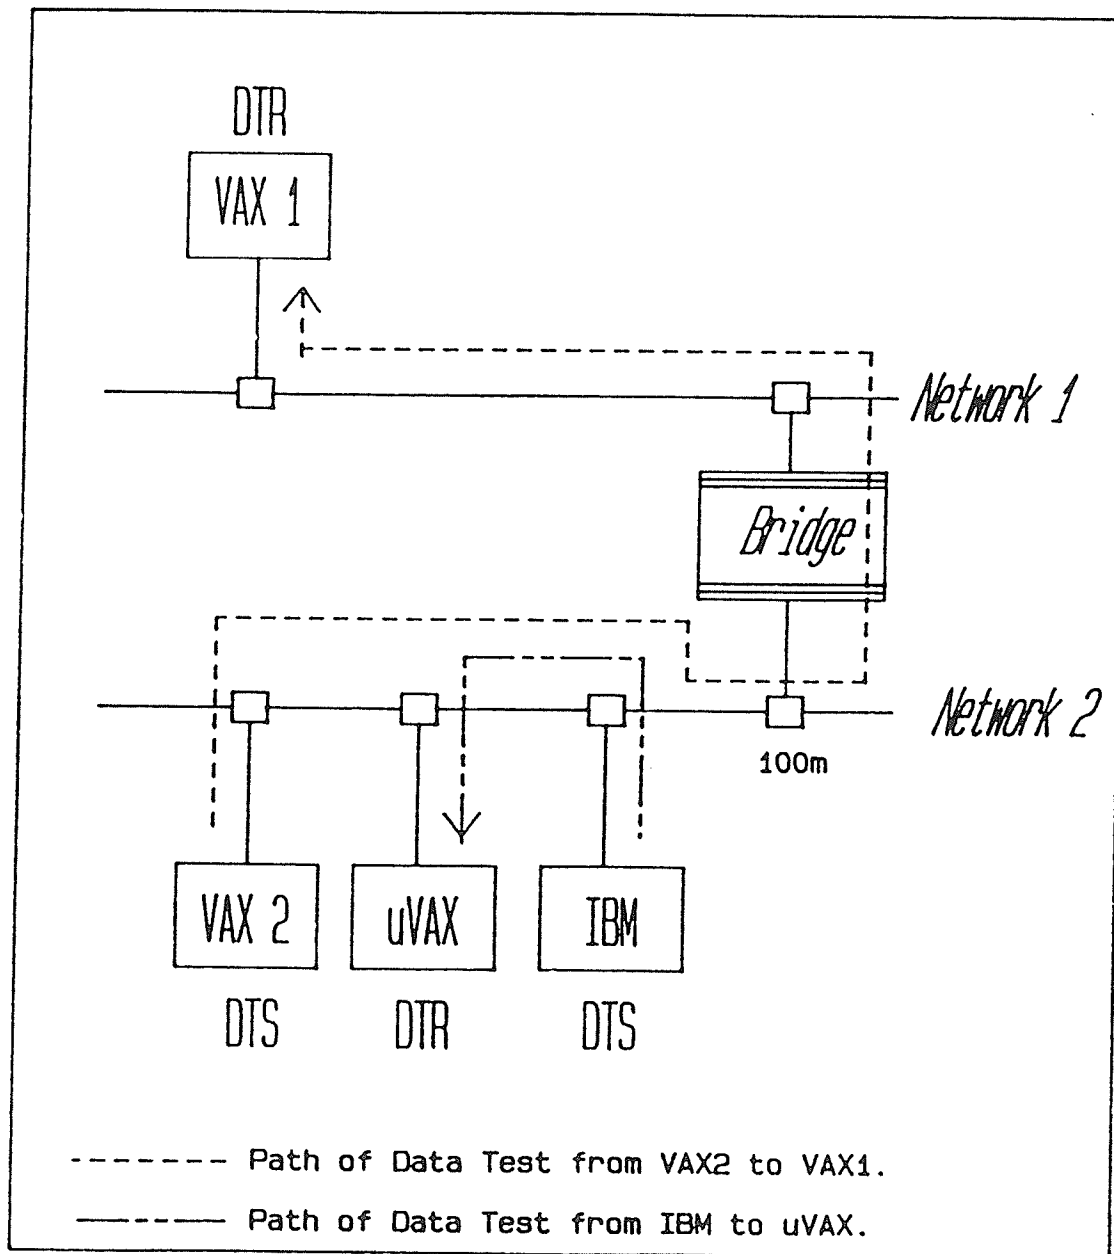 DTR
VAX 1
Network 1
Bridge
Network 2
100m
VAX 2
uVAX
IBM
DTS
DTR
DTS
Path of Data Test from VAX2 to VAX1.
Path of Data Test from IBM to uVAX.